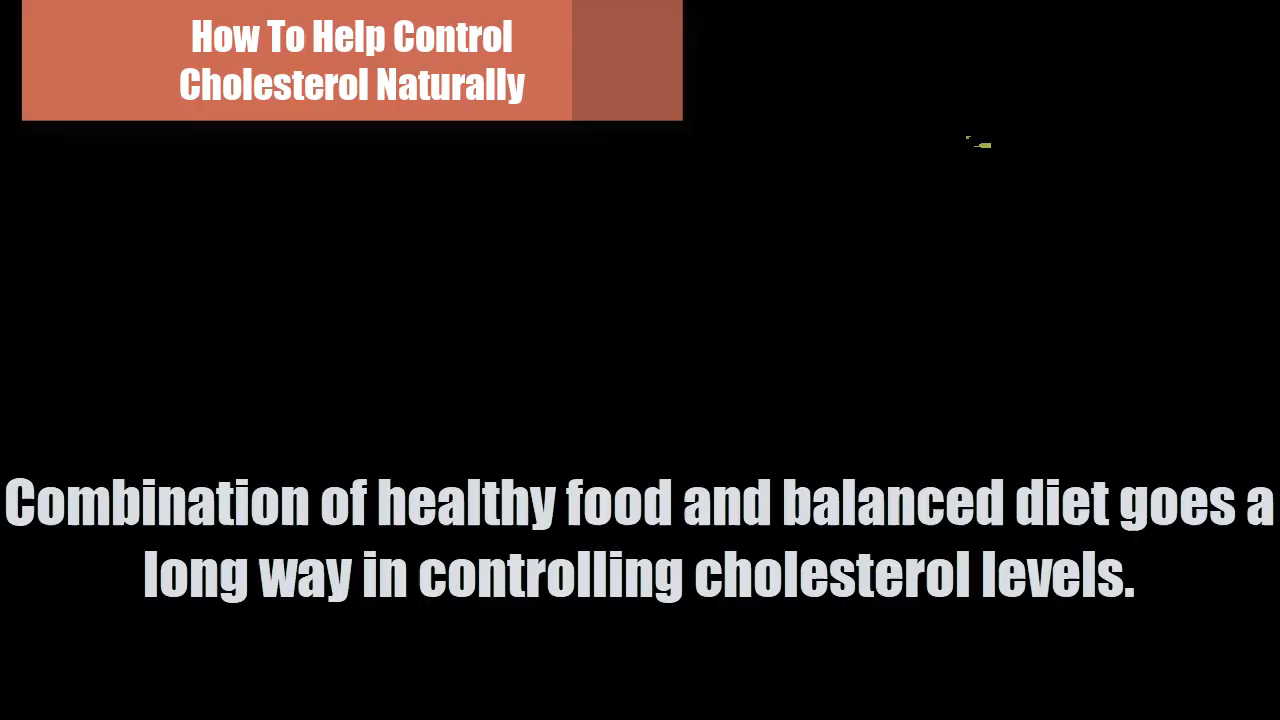 How To Help Control
Cholesterol Naturally
Combination of healthy food and balanced diet goes a
long way in controlling cholesterol levels.